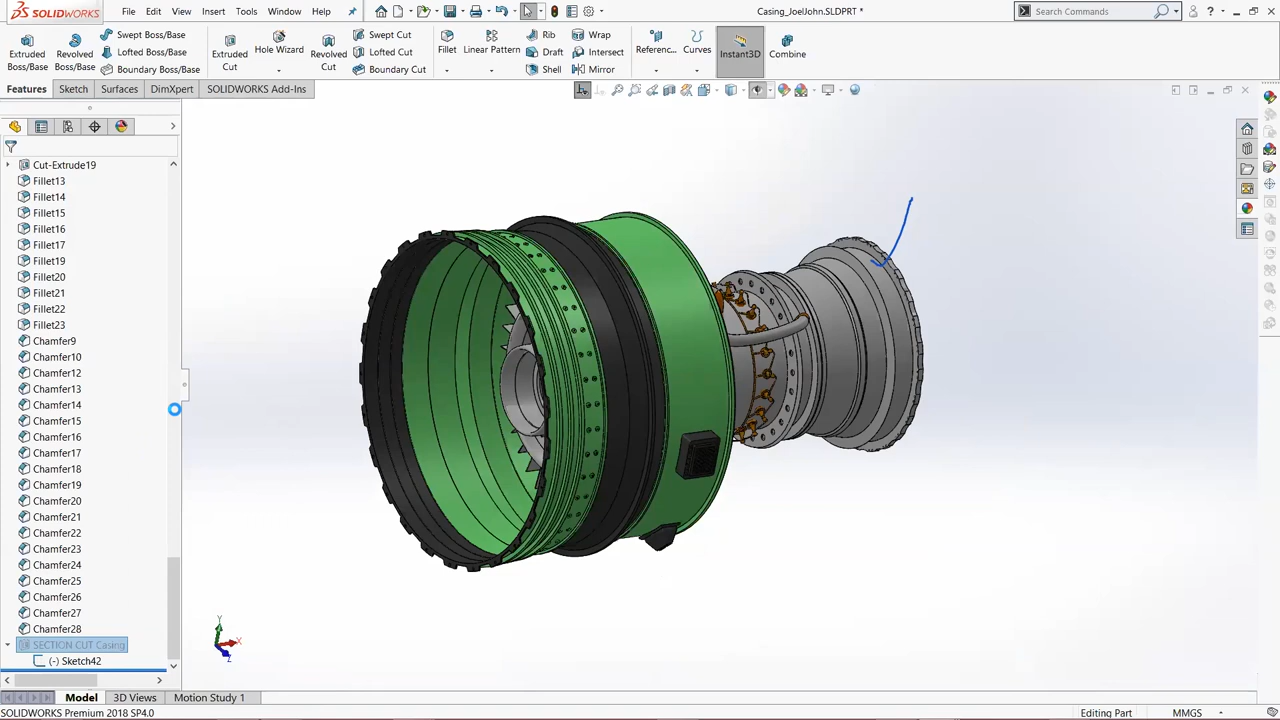 SOLIDWORKS File Edit View Insert Tools Window Help Casing_JoelJohn.SLDPRT * Search Commands
Extruded Boss/Base Revolved Boss/Base Swept Boss/Base Lofted Boss/Base Boundary Boss/Base Extruded Cut Hole Wizard Revolved Cut Swept Cut Lofted Cut Boundary Cut Fillet Linear Pattern Rib Draft Shell Wrap Intersect Mirror Referenc... Curves Instant3D Combine
Features Sketch Surfaces DimXpert SOLIDWORKS Add-Ins
Cut-Extrude19
Fillet13
Fillet14
Fillet15
Fillet16
Fillet17
Fillet19
Fillet20
Fillet21
Fillet22
Fillet23
Chamfer9
Chamfer10
Chamfer12
Chamfer13
Chamfer14
Chamfer15
Chamfer16
Chamfer17
Chamfer18
Chamfer19
Chamfer20
Chamfer21
Chamfer22
Chamfer23
Chamfer24
Chamfer25
Chamfer26
Chamfer27
Chamfer28
SECTION CUT Casing
(-) Sketch42
Y
X
Z
Model 3D Views Motion Study 1
SOLIDWORKS Premium 2018 SP4.0 Editing Part MMGS